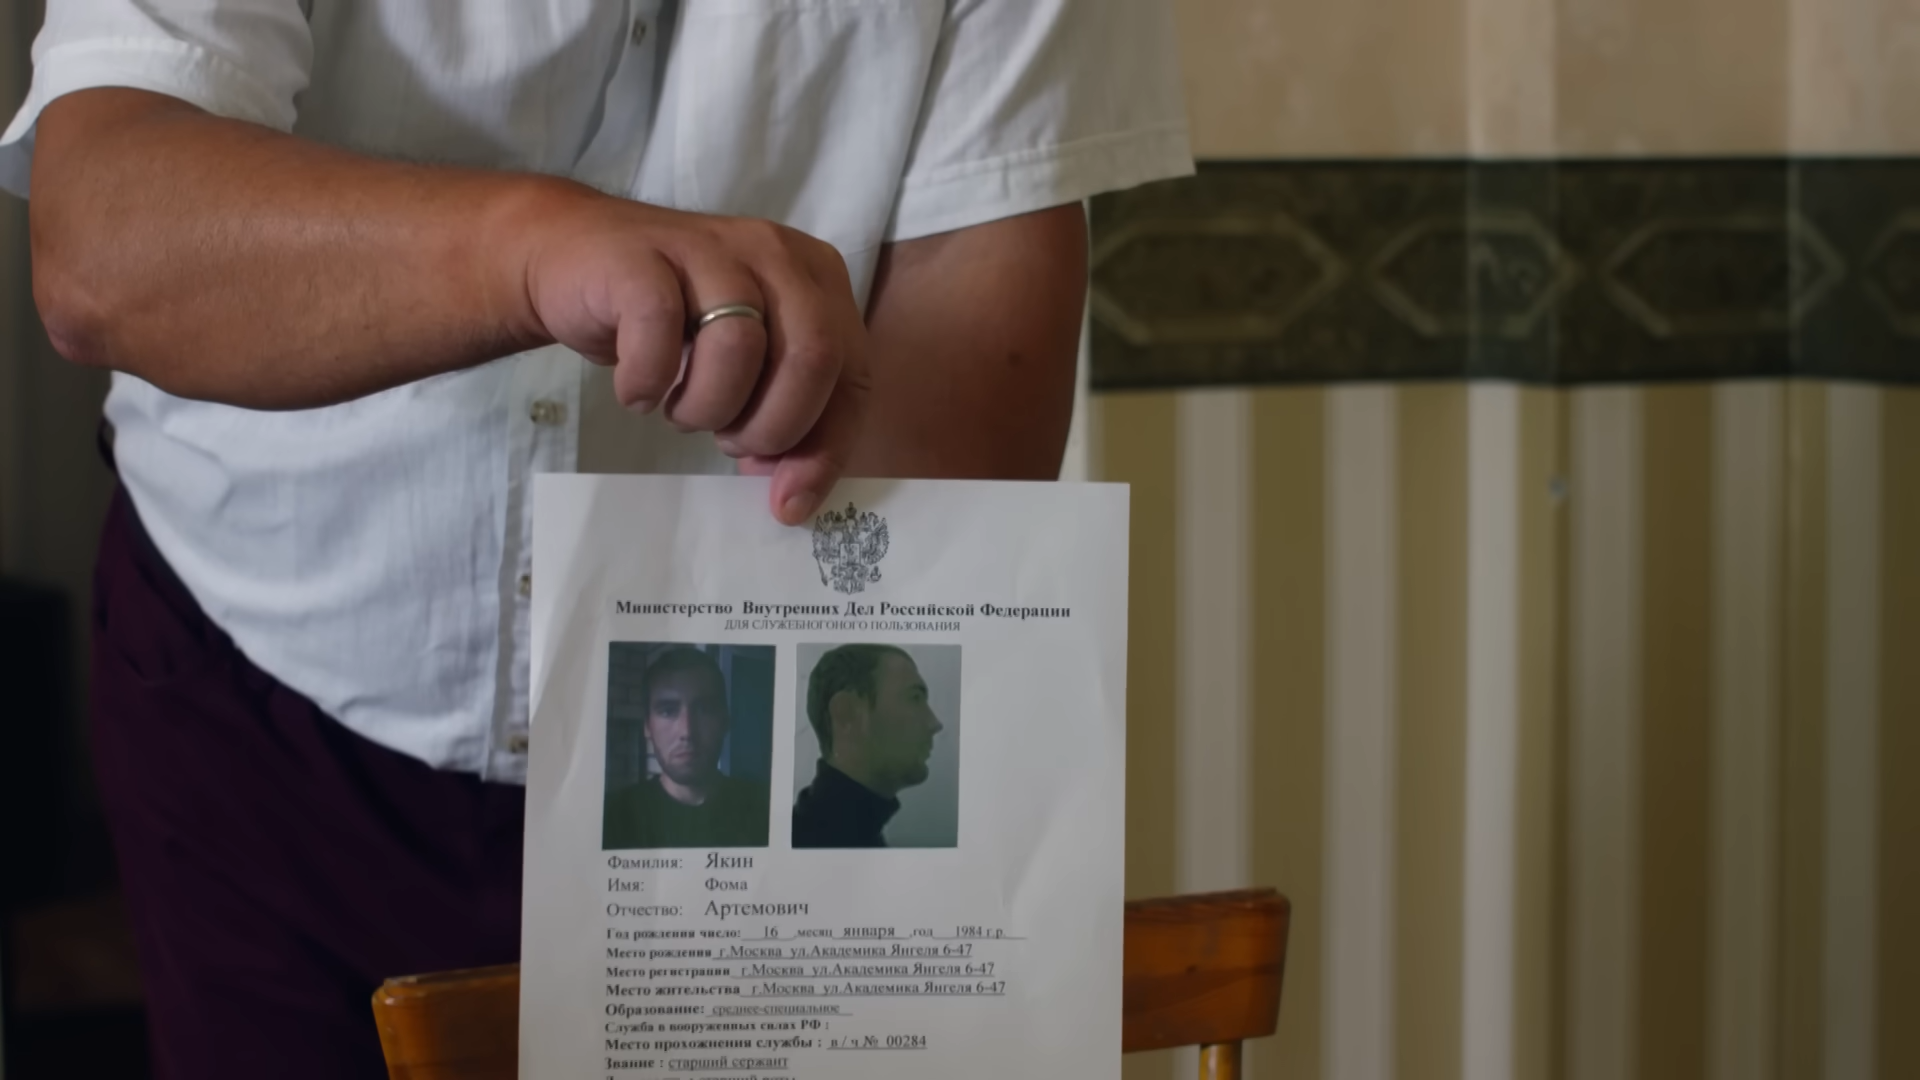 Министерство Внутренних Дел Российской Федерации
ДЛЯ СЛУЖЕБНОГОНОГО ПОЛЬЗОВАНИЯ
Фамилия: Якин
Имя: Фома
Отчество: Артемович
Год рождения число: 16 ,месяц января ,год 1984 г.р.
Место рождения г.Москва ул.Академика Янгеля 6-47
Место регистрации г.Москва ул.Академика Янгеля 6-47
Место жительства г.Москва ул.Академика Янгеля 6-47
Образование: среднее-специальное
Служба в вооруженных силах РФ :
Место прохожнения службы : в / ч № 00284
Звание : старший сержант